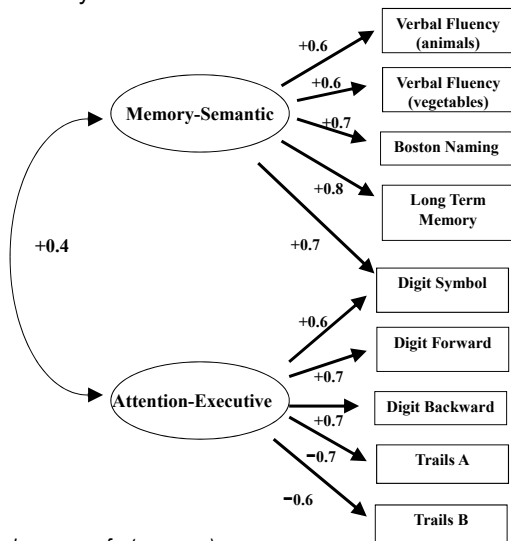 Verbal Fluency
(animals)
+0.6
Verbal Fluency
(vegetables)
+0.6
Memory-Semantic
+0.7
Boston Naming
+0.8
Long Term
Memory
+0.4
+0.7
Digit Symbol
+0.6
Digit Forward
+0.7
Attention-Executive
Digit Backward
+0.7
−0.7
Trails A
−0.6
Trails B